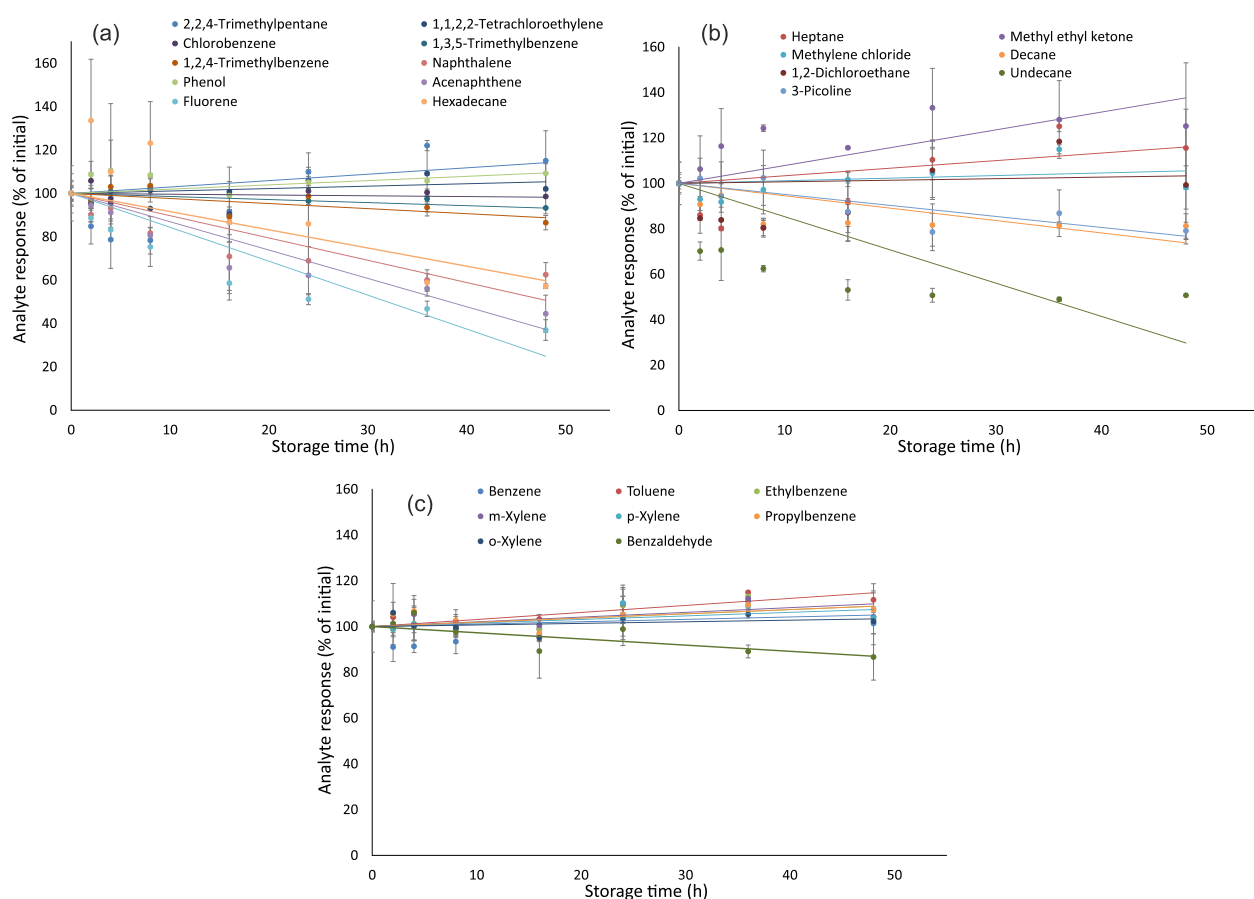 (a)
2,2,4-Trimethylpentane 1,1,2,2-Tetrachloroethylene
Chlorobenzene 1,3,5-Trimethylbenzene
1,2,4-Trimethylbenzene Naphthalene
Phenol Acenaphthene
Fluorene Hexadecane
160
140
120
100
80
60
40
20
0
Analyte response (% of initial)
0 10 20 30 40 50
Storage time (h)
(b)
Heptane Methyl ethyl ketone
Methylene chloride Decane
1,2-Dichloroethane Undecane
3-Picoline
160
140
120
100
80
60
40
20
0
Analyte response (% of initial)
0 10 20 30 40 50
Storage time (h)
(c)
Benzene Toluene Ethylbenzene
m-Xylene p-Xylene Propylbenzene
o-Xylene Benzaldehyde
160
140
120
100
80
60
40
20
0
Analyte response (% of initial)
0 10 20 30 40 50
Storage time (h)